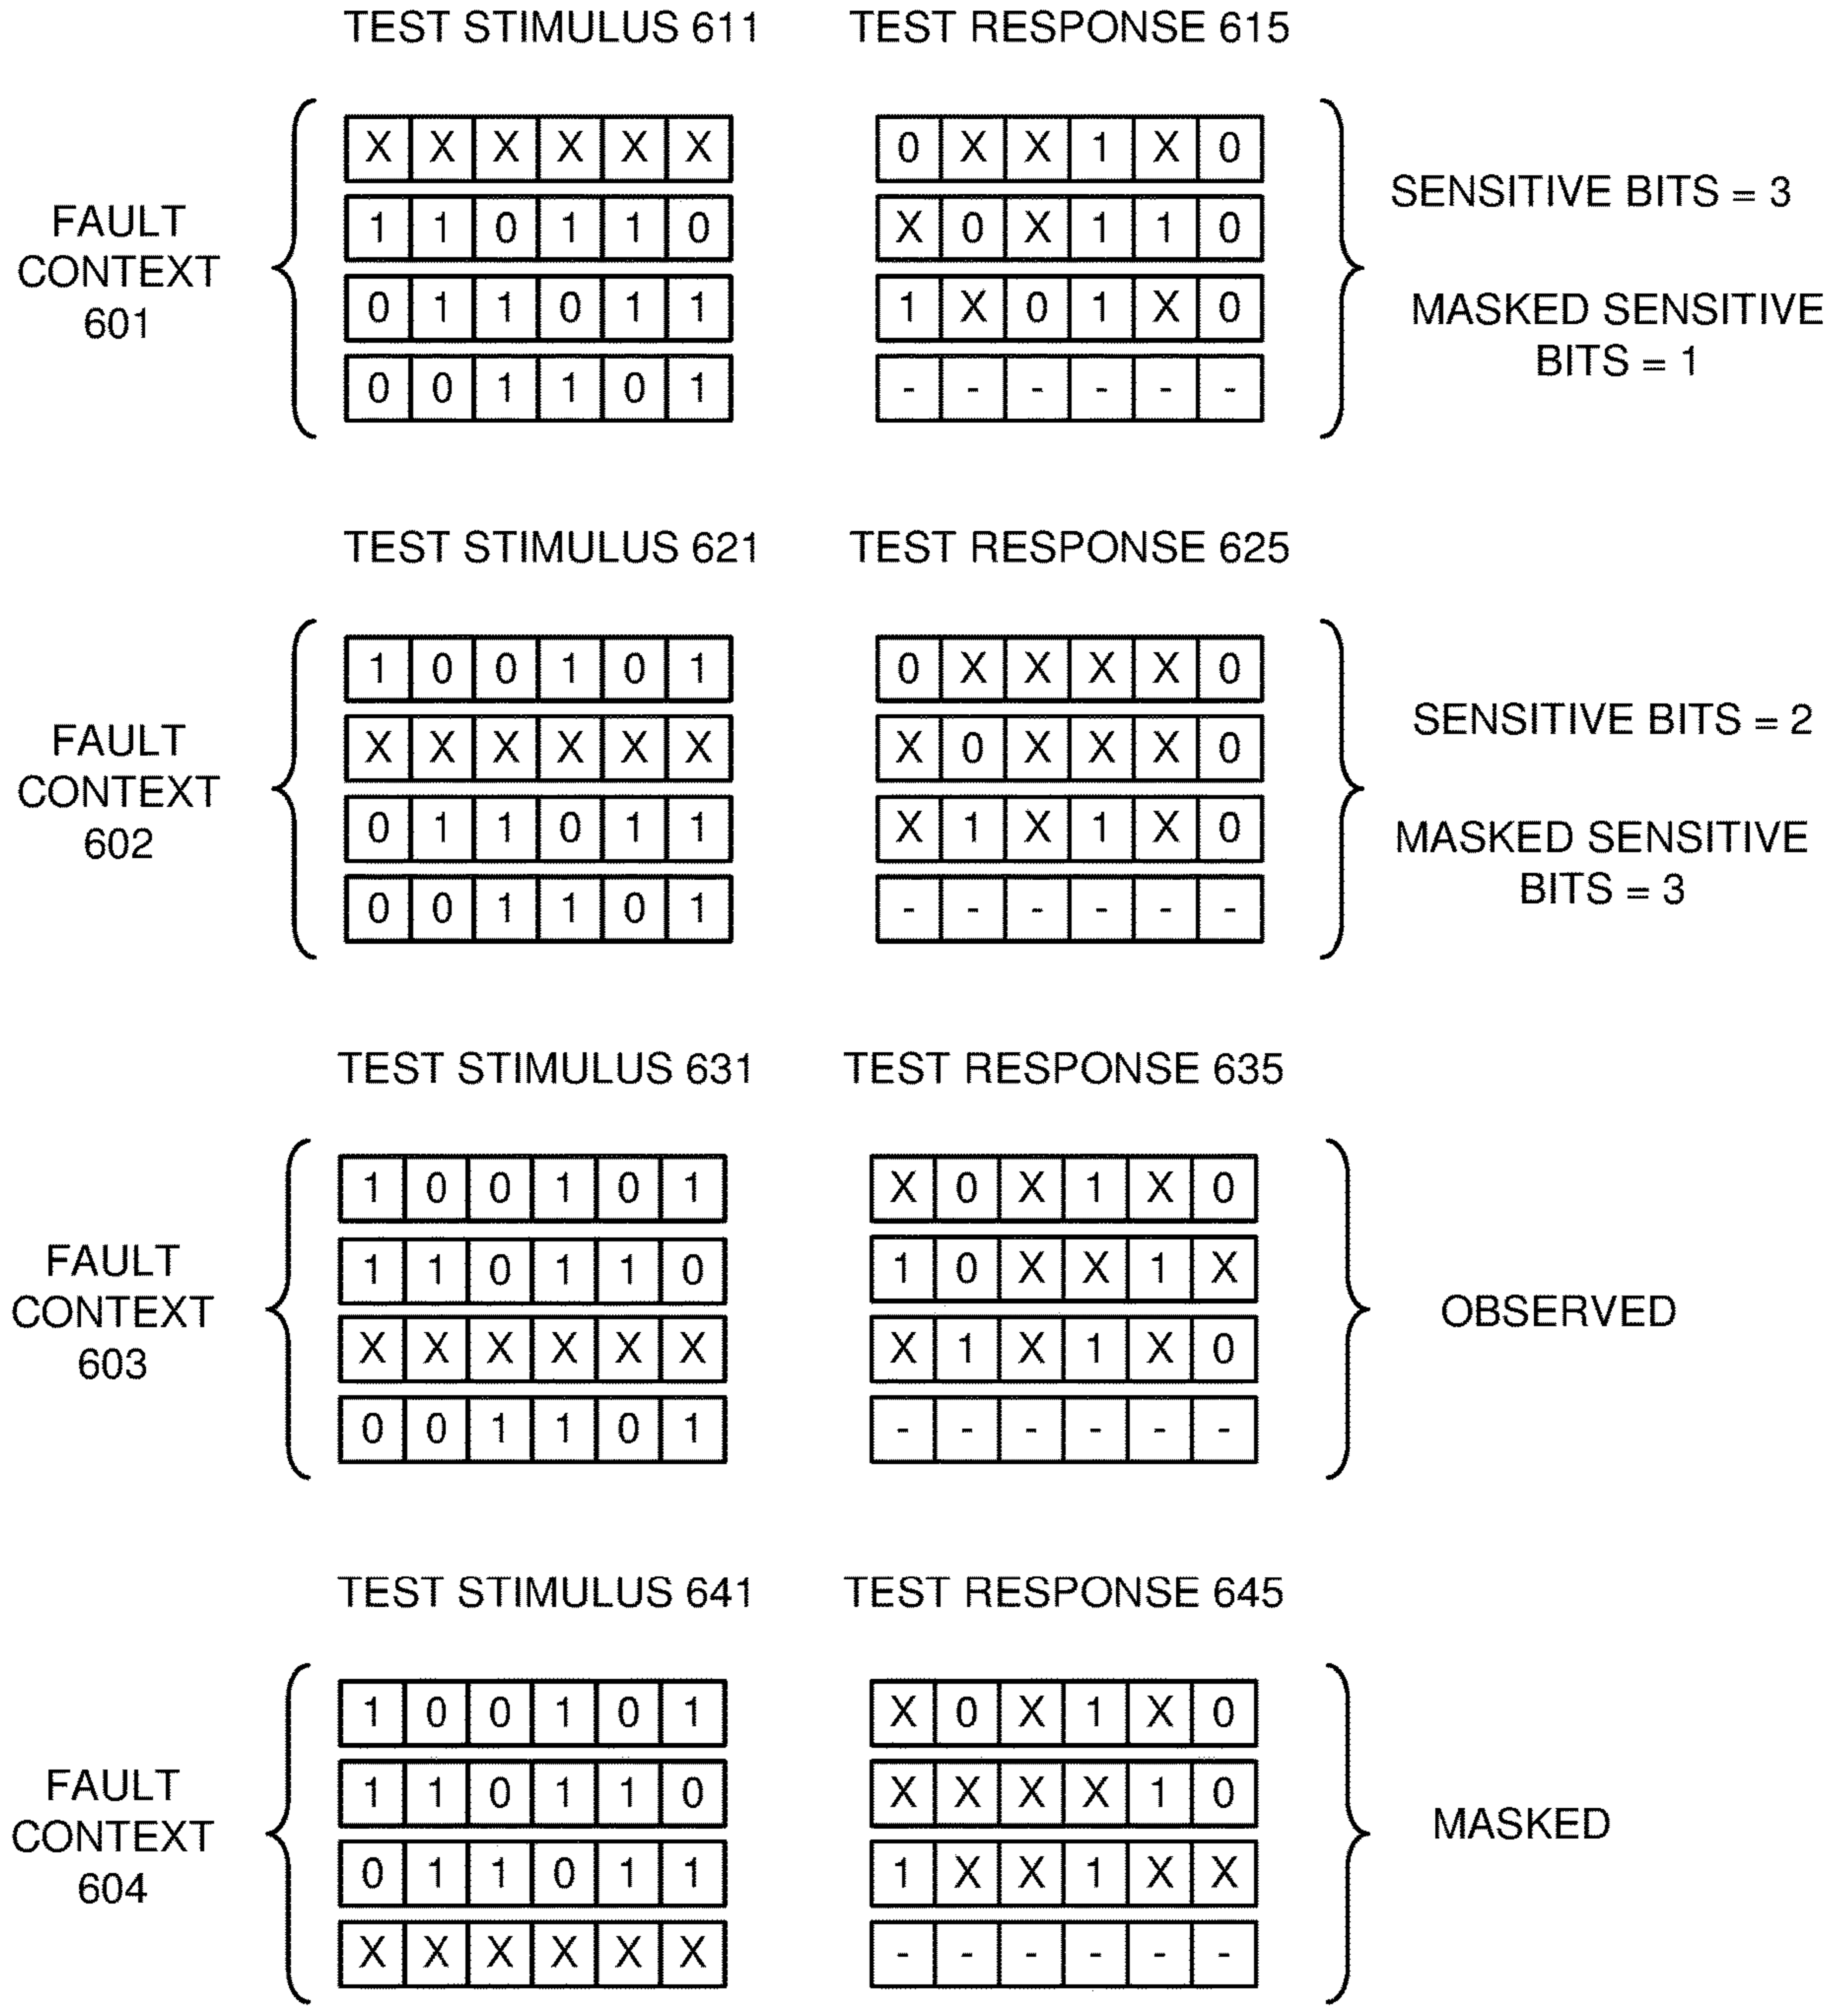 TEST STIMULUS 611 TEST RESPONSE 615
X X X X X X 0 X X 1 X 0
SENSITIVE BITS = 3
FAULT 1 1 0 1 1 0 X 0 X 1 1 0
CONTEXT
601 0 1 1 0 1 1 1 X 0 1 X 0
MASKED SENSITIVE
BITS = 1
0 0 1 1 0 1 - - - - - -
TEST STIMULUS 621 TEST RESPONSE 625
1 0 0 1 0 1 0 X X X X 0
SENSITIVE BITS = 2
FAULT X X X X X X X 0 X X X 0
CONTEXT
602 0 1 1 0 1 1 X 1 X 1 X 0
MASKED SENSITIVE
BITS = 3
0 0 1 1 0 1 - - - - - -
TEST STIMULUS 631 TEST RESPONSE 635
1 0 0 1 0 1 X 0 X 1 X 0
FAULT 1 1 0 1 1 0 1 0 X X 1 X
CONTEXT OBSERVED
603 X X X X X X X 1 X 1 X 0
0 0 1 1 0 1 - - - - - -
TEST STIMULUS 641 TEST RESPONSE 645
1 0 0 1 0 1 X 0 X 1 X 0
FAULT 1 1 0 1 1 0 X X X X 1 0
CONTEXT MASKED
604 0 1 1 0 1 1 1 X X 1 X X
X X X X X X - - - - - -